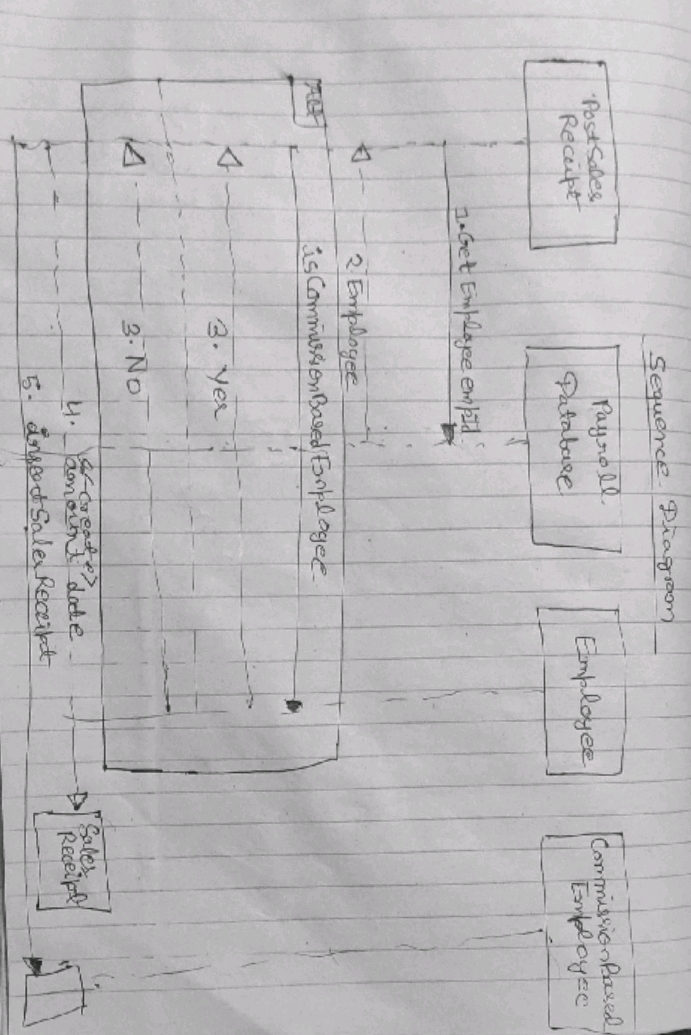 Sequence Diagram
PostSales
Receipt
Payroll
Database
Employee
CommissionBased
Employee
1. Get Employee empId
2 Employee
Alt
isCommissionBasedEmployee
3. Yes
3. No
4. <<create>>
amount date
Sales
Receipt
5. insertSalesReceipt